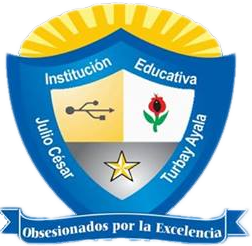 Institución Educativa
Julio César Turbay Ayala
Obsesionados por la Excelencia